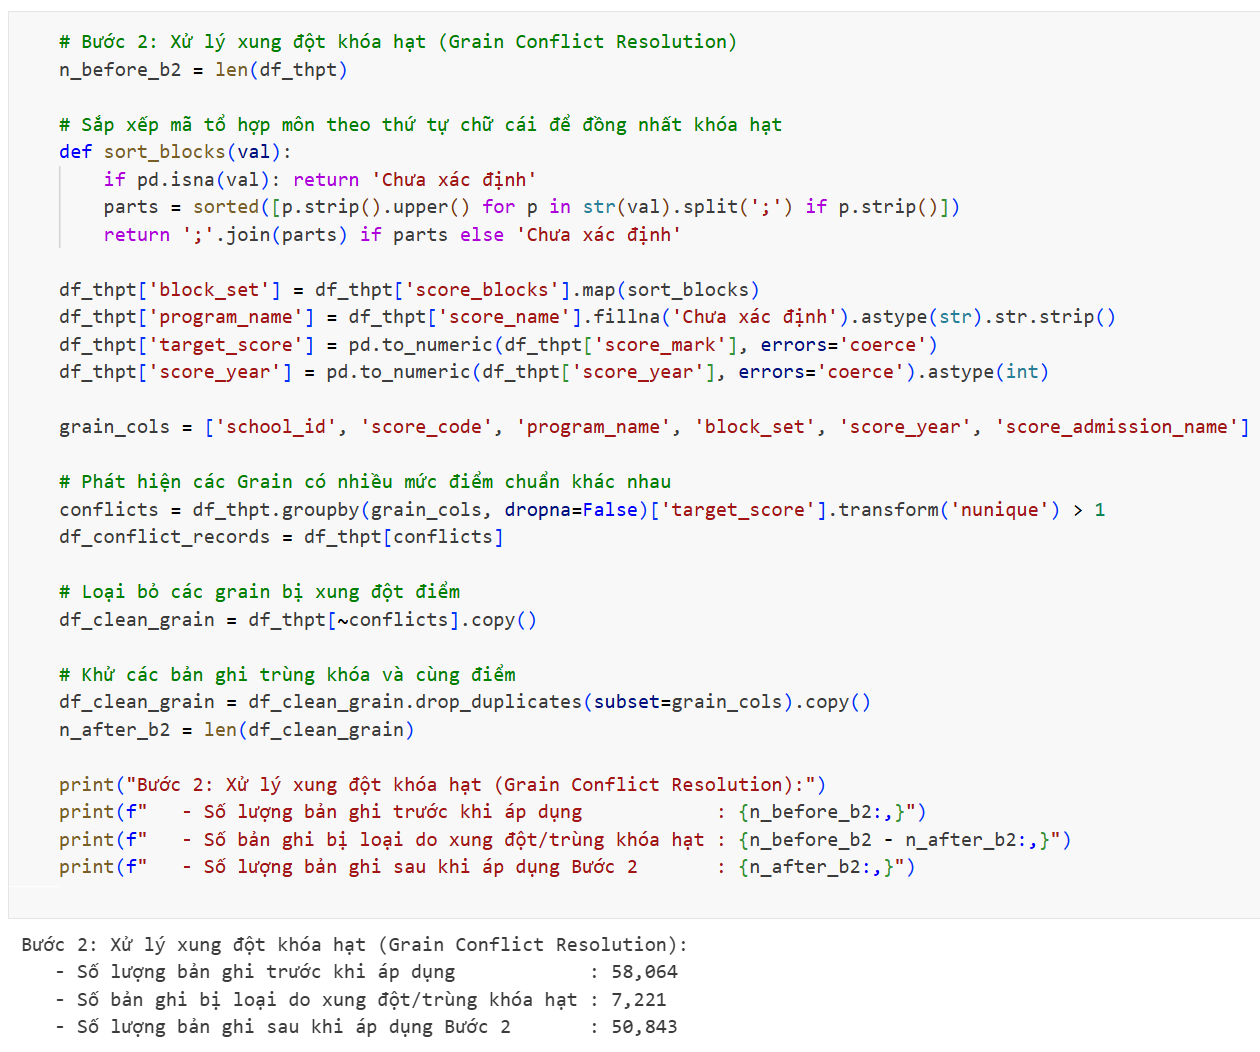 # Bước 2: Xử lý xung đột khóa hạt (Grain Conflict Resolution)
n_before_b2 = len(df_thpt)
# Sắp xếp mã tổ hợp môn theo thứ tự chữ cái để đồng nhất khóa hạt
def sort_blocks(val):
    if pd.isna(val): return 'Chưa xác định'
    parts = sorted([p.strip().upper() for p in str(val).split(';') if p.strip()])
    return ';'.join(parts) if parts else 'Chưa xác định'
df_thpt['block_set'] = df_thpt['score_blocks'].map(sort_blocks)
df_thpt['program_name'] = df_thpt['score_name'].fillna('Chưa xác định').astype(str).str.strip()
df_thpt['target_score'] = pd.to_numeric(df_thpt['score_mark'], errors='coerce')
df_thpt['score_year'] = pd.to_numeric(df_thpt['score_year'], errors='coerce').astype(int)
grain_cols = ['school_id', 'score_code', 'program_name', 'block_set', 'score_year', 'score_admission_name']
# Phát hiện các Grain có nhiều mức điểm chuẩn khác nhau
conflicts = df_thpt.groupby(grain_cols, dropna=False)['target_score'].transform('nunique') > 1
df_conflict_records = df_thpt[conflicts]
# Loại bỏ các grain bị xung đột điểm
df_clean_grain = df_thpt[~conflicts].copy()
# Khử các bản ghi trùng khóa và cùng điểm
df_clean_grain = df_clean_grain.drop_duplicates(subset=grain_cols).copy()
n_after_b2 = len(df_clean_grain)
print("Bước 2: Xử lý xung đột khóa hạt (Grain Conflict Resolution):")
print(f"   - Số lượng bản ghi trước khi áp dụng            : {n_before_b2:,}")
print(f"   - Số bản ghi bị loại do xung đột/trùng khóa hạt : {n_before_b2 - n_after_b2:,}")
print(f"   - Số lượng bản ghi sau khi áp dụng Bước 2       : {n_after_b2:,}")
Bước 2: Xử lý xung đột khóa hạt (Grain Conflict Resolution):
   - Số lượng bản ghi trước khi áp dụng            : 58,064
   - Số bản ghi bị loại do xung đột/trùng khóa hạt : 7,221
   - Số lượng bản ghi sau khi áp dụng Bước 2       : 50,843